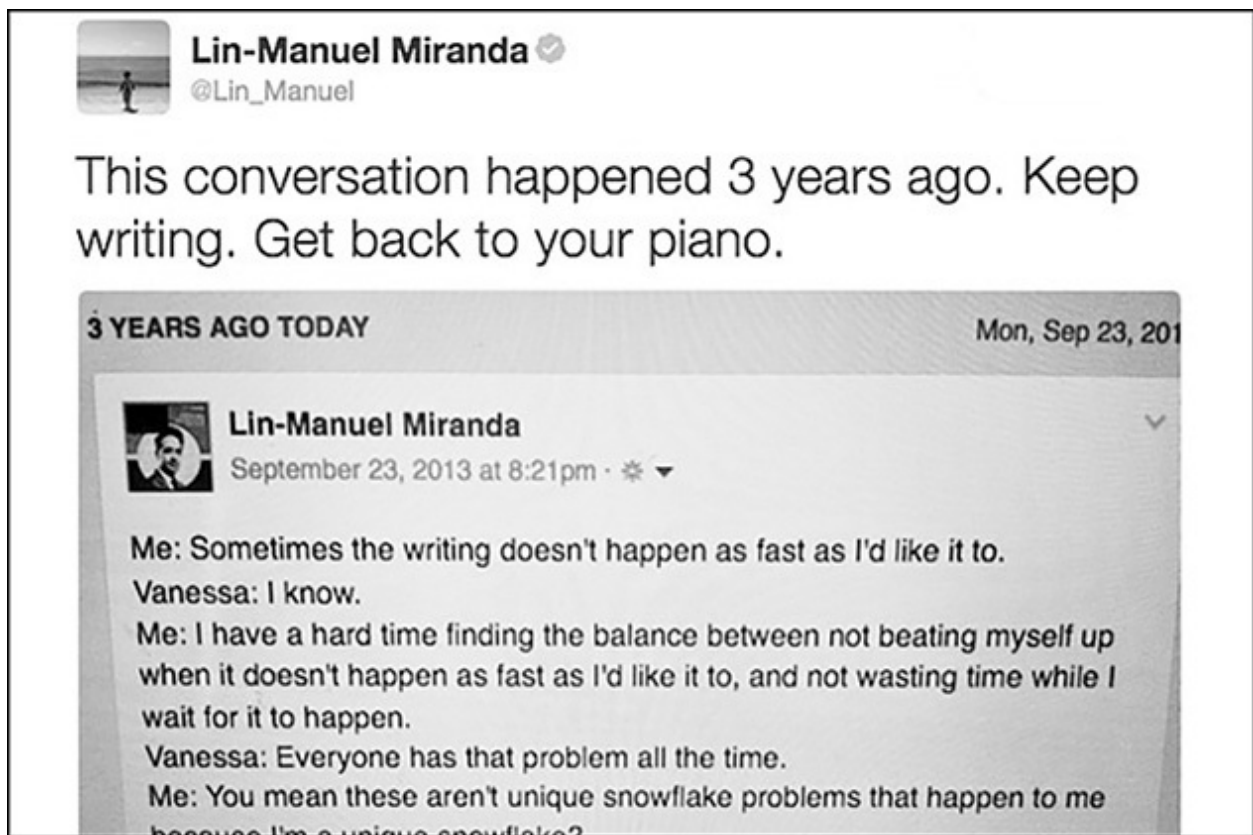 Lin-Manuel Miranda
@Lin_Manuel
This conversation happened 3 years ago. Keep
writing. Get back to your piano.
3 YEARS AGO TODAY
Mon, Sep 23, 201
Lin-Manuel Miranda
September 23, 2013 at 8:21pm ·
Me: Sometimes the writing doesn't happen as fast as I'd like it to.
Vanessa: I know.
Me: I have a hard time finding the balance between not beating myself up
when it doesn't happen as fast as I'd like it to, and not wasting time while I
wait for it to happen.
Vanessa: Everyone has that problem all the time.
Me: You mean these aren't unique snowflake problems that happen to me
because I'm a unique snowflake?